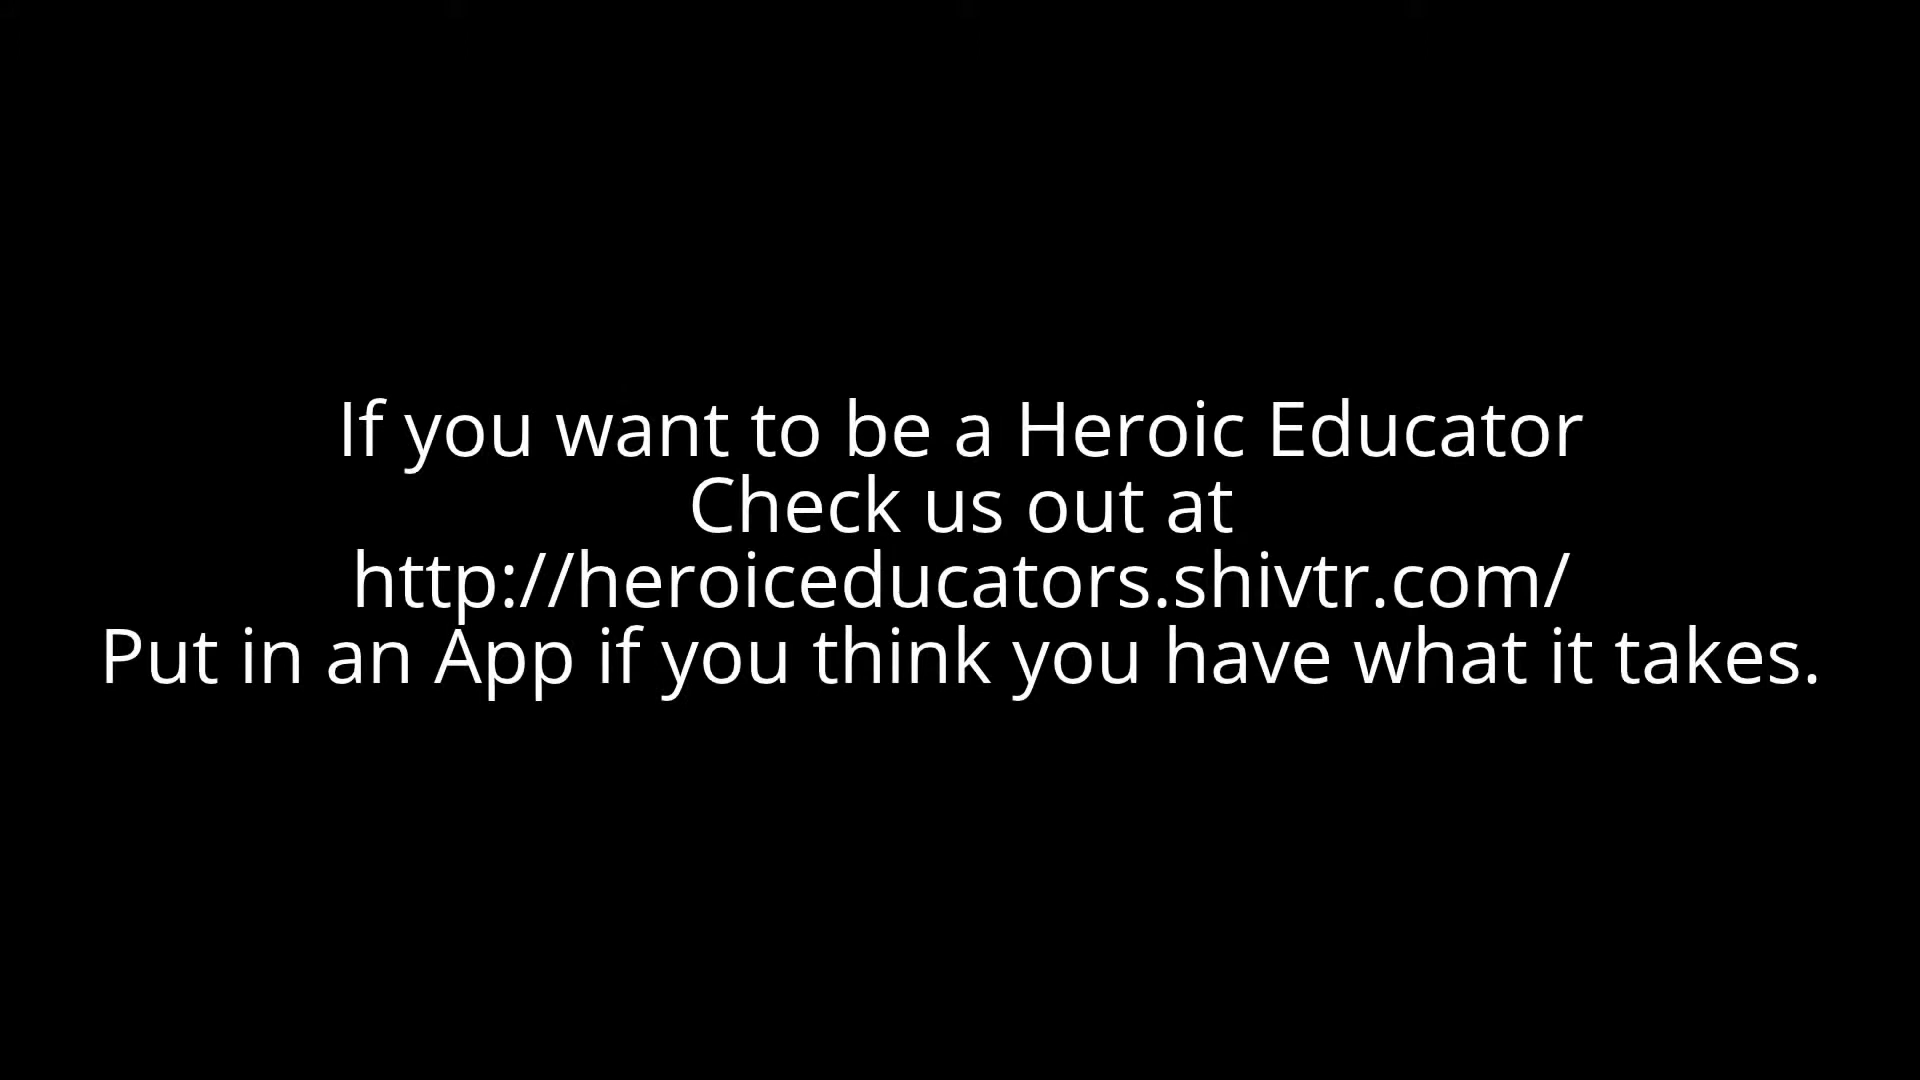 If you want to be a Heroic Educator
Check us out at
http://heroiceducators.shivtr.com/
Put in an App if you think you have what it takes.